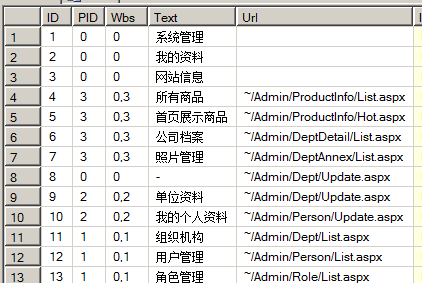 ID PID Wbs Text Url
1 1 0 0 系统管理
2 2 0 0 我的资料
3 3 0 0 网站信息
4 4 3 0,3 所有商品 ~/Admin/ProductInfo/List.aspx
5 5 3 0,3 首页展示商品 ~/Admin/ProductInfo/Hot.aspx
6 6 3 0,3 公司档案 ~/Admin/DeptDetail/List.aspx
7 7 3 0,3 照片管理 ~/Admin/DeptAnnex/List.aspx
8 8 0 0 - ~/Admin/Dept/Update.aspx
9 9 2 0,2 单位资料 ~/Admin/Dept/Update.aspx
10 10 2 0,2 我的个人资料 ~/Admin/Person/Update.aspx
11 11 1 0,1 组织机构 ~/Admin/Dept/List.aspx
12 12 1 0,1 用户管理 ~/Admin/Person/List.aspx
13 13 1 0,1 角色管理 ~/Admin/Role/List.aspx